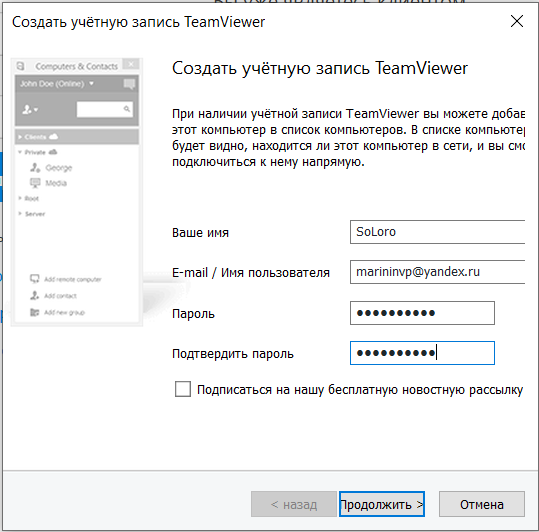 Создать учётную запись TeamViewer
Computers & Contacts
John Doe (Online)
Clients
Private
George
Media
Root
Server
Add remote computer
Add contact
Add new group
Создать учётную запись TeamViewer
При наличии учётной записи TeamViewer вы можете добав
этот компьютер в список компьютеров. В списке компьютер
будет видно, находится ли этот компьютер в сети, и вы смо
подключиться к нему напрямую.
Ваше имя
SoLoro
E-mail / Имя пользователя
marininvp@yandex.ru
Пароль
Подтвердить пароль
Подписаться на нашу бесплатную новостную рассылку
< назад
Продолжить >
Отмена